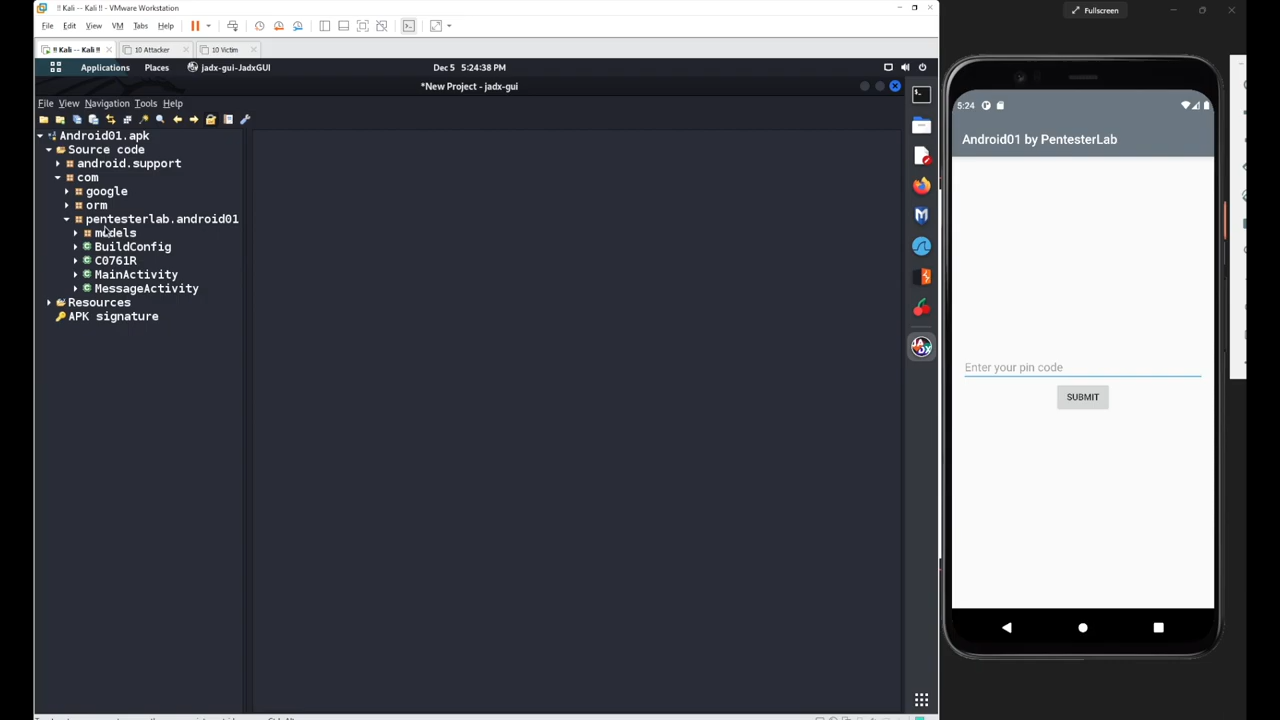 !! Kali -- Kali !! - VMware Workstation
File Edit View VM Tabs Help
!! Kali -- Kali !!
10 Attacker
10 Victim
Applications Places jadx-gui-JadxGUI
Dec 5 5:24:38 PM
*New Project - jadx-gui
File View Navigation Tools Help
Android01.apk
Source code
android.support
com
google
orm
pentesterlab.android01
models
BuildConfig
C0761R
MainActivity
MessageActivity
Resources
APK signature
Fullscreen
5:24
Android01 by PentesterLab
Enter your pin code
SUBMIT